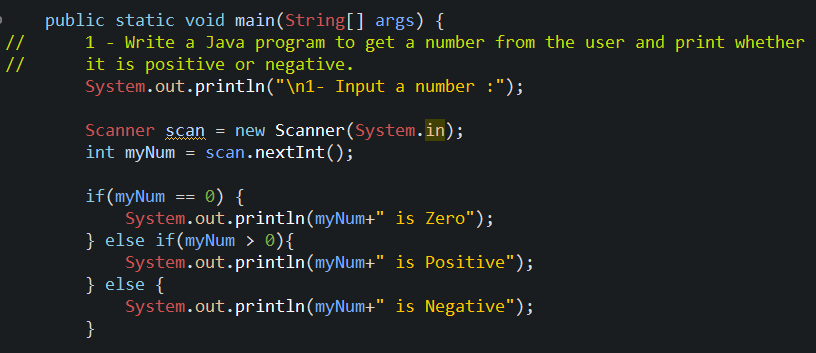 public static void main(String[] args) {
//      1 - Write a Java program to get a number from the user and print whether
//      it is positive or negative.
        System.out.println("\n1- Input a number :");
        Scanner scan = new Scanner(System.in);
        int myNum = scan.nextInt();
        if(myNum == 0) {
            System.out.println(myNum+" is Zero");
        } else if(myNum > 0){
            System.out.println(myNum+" is Positive");
        } else {
            System.out.println(myNum+" is Negative");
        }